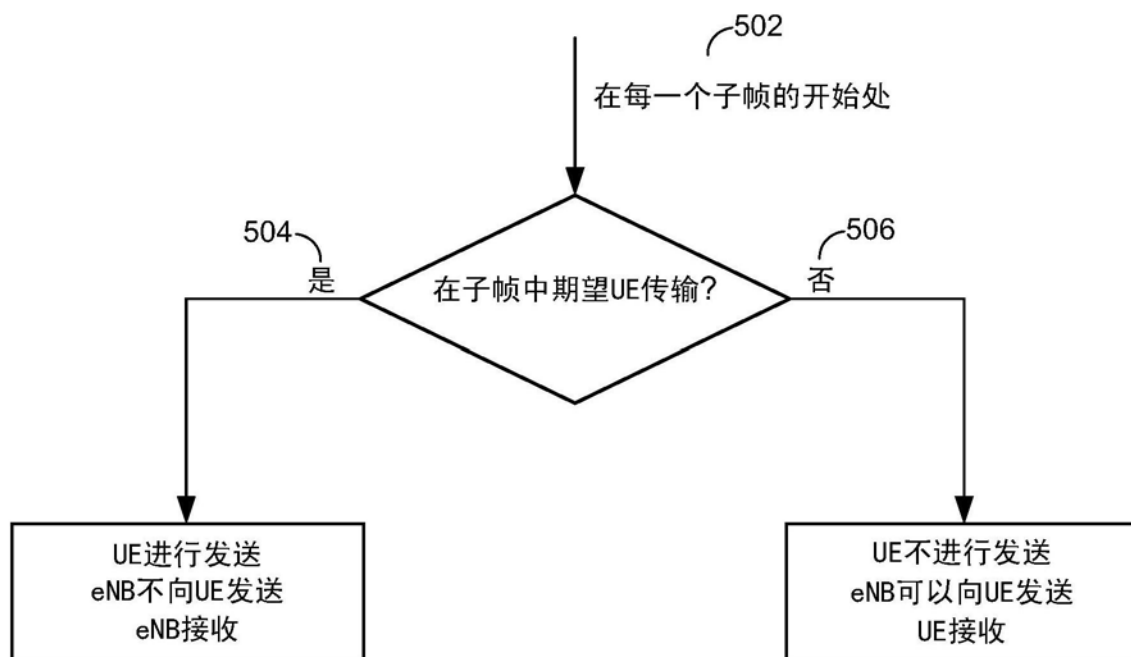 502
在每一个子帧的开始处
504
是
506
否
在子帧中期望UE传输?
UE进行发送
eNB不向UE发送
eNB接收
UE不进行发送
eNB可以向UE发送
UE接收